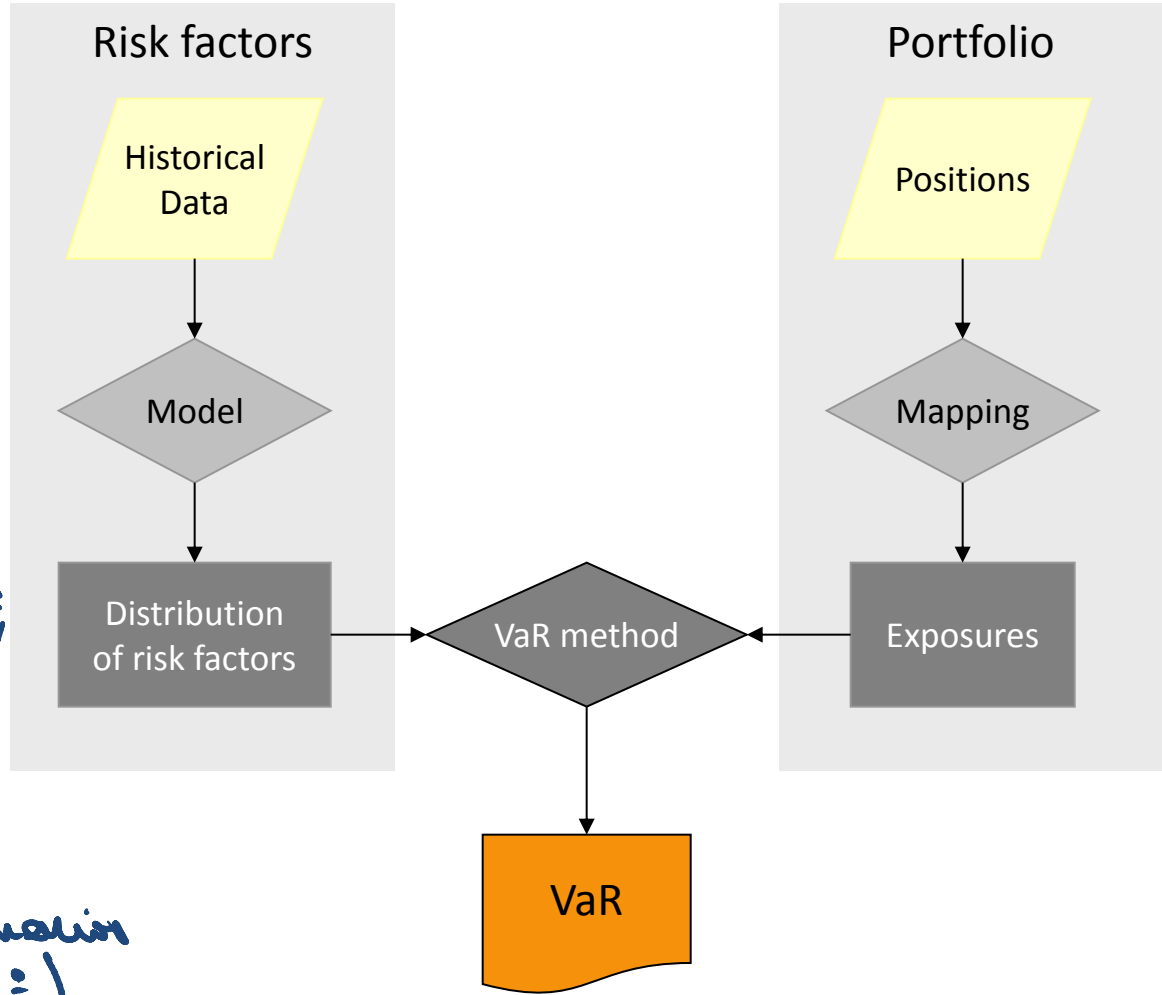 Risk factors
Portfolio
Historical
Data
Positions
Model
Mapping
Distribution
of risk factors
VaR method
Exposures
VaR